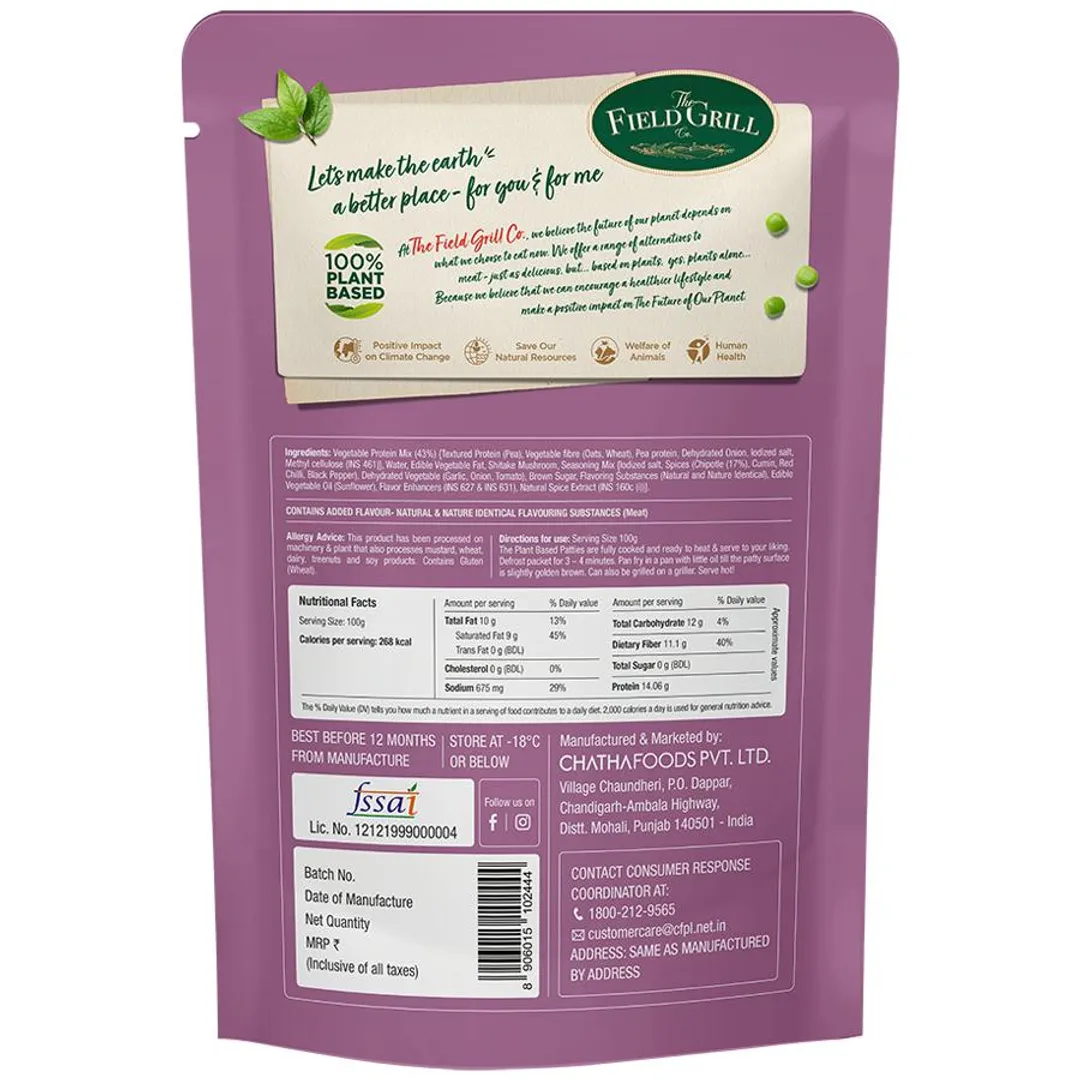 The
FIELD GRILL
Co.
Let's make the earth
a better place - for you & for me
At The Field Grill Co., we believe the future of our planet depends on
what we choose to eat now. We offer a range of alternatives to
meat - just as delicious, but... based on plants, yes, plants alone...
Because we believe that we can encourage a healthier lifestyle and
make a positive impact on The Future of Our Planet.
100%
PLANT
BASED
Positive Impact
on Climate Change
Save Our
Natural Resources
Welfare of
Animals
Human
Health
Ingredients: Vegetable Protein Mix (43%) {Textured Protein (Pea), Vegetable fibre (Oats, Wheat), Pea protein, Dehydrated Onion, Iodized salt,
Methyl cellulose (INS 461)}, Water, Edible Vegetable Fat, Shitake Mushroom, Seasoning Mix [Iodized salt, Spices (Chipotle (17%), Cumin, Red
Chilli, Black Pepper), Dehydrated Vegetable (Garlic, Onion, Tomato), Brown Sugar, Flavoring Substances (Natural and Nature Identical), Edible
Vegetable Oil (Sunflower), Flavor Enhancers (INS 627 & INS 631), Natural Spice Extract (INS 160c (i))].
CONTAINS ADDED FLAVOUR- NATURAL & NATURE IDENTICAL FLAVOURING SUBSTANCES (Meat)
Allergy Advice: This product has been processed on
machinery & plant that also processes mustard, wheat,
dairy, treenuts and soy products. Contains Gluten
(Wheat).
Directions for use: Serving Size 100g
The Plant Based Patties are fully cooked and ready to heat & serve to your liking.
Defrost packet for 3 – 4 minutes. Pan fry in a pan with little oil till the patty surface
is slightly golden brown. Can also be grilled on a griller. Serve hot!
Nutritional Facts
Serving Size: 100g
Calories per serving: 268 kcal
Amount per serving % Daily value
Tatal Fat 10 g 13%
Saturated Fat 9 g 45%
Trans Fat 0 g (BDL)
Cholesterol 0 g (BDL) 0%
Sodium 675 mg 29%
Amount per serving % Daily value
Total Carbohydrate 12 g 4%
Dietary Fiber 11.1 g 40%
Total Sugar 0 g (BDL)
Protein 14.06 g
Approximate values
The % Daily Value (DV) tells you how much a nutrient in a serving of food contributes to a daily diet. 2,000 calories a day is used for general nutrition advice.
BEST BEFORE 12 MONTHS
FROM MANUFACTURE
STORE AT -18°C
OR BELOW
Manufactured & Marketed by:
CHATHAFOODS PVT. LTD.
Village Chaundheri, P.O. Dappar,
Chandigarh-Ambala Highway,
Distt. Mohali, Punjab 140501 - India
fssai
Lic. No. 12121999000004
Follow us on
Batch No.
Date of Manufacture
Net Quantity
MRP ₹
(Inclusive of all taxes)
8 906015 102444
CONTACT CONSUMER RESPONSE
COORDINATOR AT:
1800-212-9565
customercare@cfpl.net.in
ADDRESS: SAME AS MANUFACTURED
BY ADDRESS